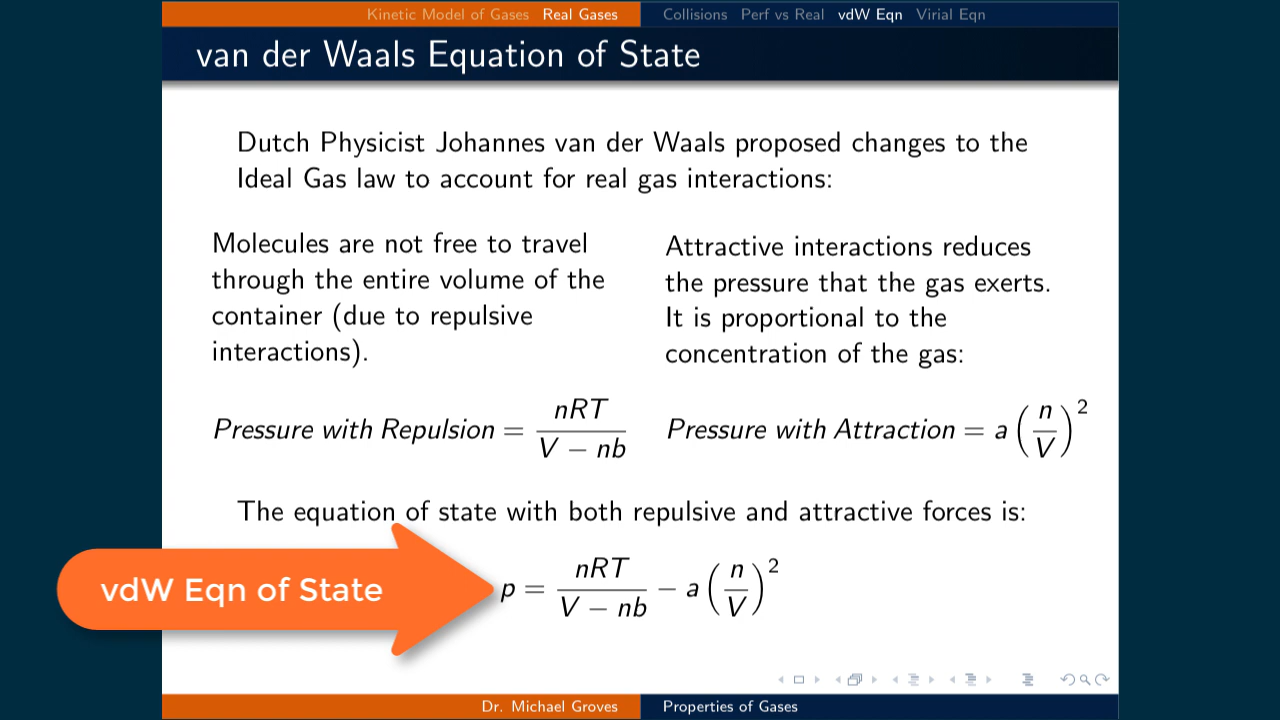 Kinetic Model of Gases Real Gases Collisions Perf vs Real vdW Eqn Virial Eqn
van der Waals Equation of State
Dutch Physicist Johannes van der Waals proposed changes to the
Ideal Gas law to account for real gas interactions:
Molecules are not free to travel
through the entire volume of the
container (due to repulsive
interactions).
Pressure with Repulsion = nRT / (V − nb)
Attractive interactions reduces
the pressure that the gas exerts.
It is proportional to the
concentration of the gas:
Pressure with Attraction = a (n/V)²
The equation of state with both repulsive and attractive forces is:
vdW Eqn of State
p = nRT / (V − nb) − a (n/V)²
Dr. Michael Groves Properties of Gases